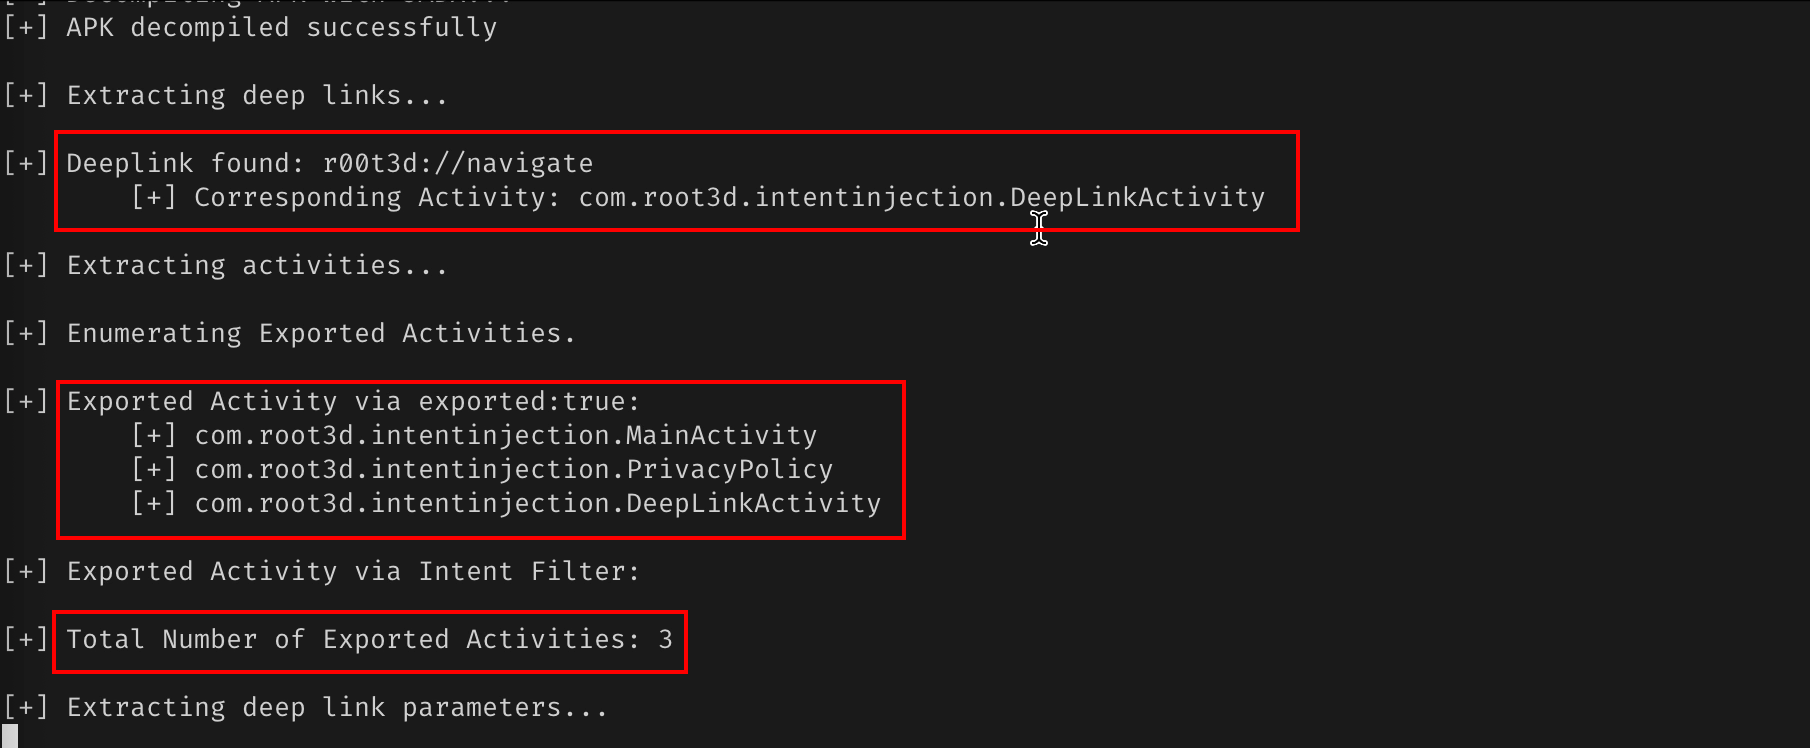 [+] APK decompiled successfully
[+] Extracting deep links...
[+] Deeplink found: r00t3d://navigate
[+] Corresponding Activity: com.root3d.intentinjection.DeepLinkActivity
[+] Extracting activities...
[+] Enumerating Exported Activities.
[+] Exported Activity via exported:true:
[+] com.root3d.intentinjection.MainActivity
[+] com.root3d.intentinjection.PrivacyPolicy
[+] com.root3d.intentinjection.DeepLinkActivity
[+] Exported Activity via Intent Filter:
[+] Total Number of Exported Activities: 3
[+] Extracting deep link parameters...